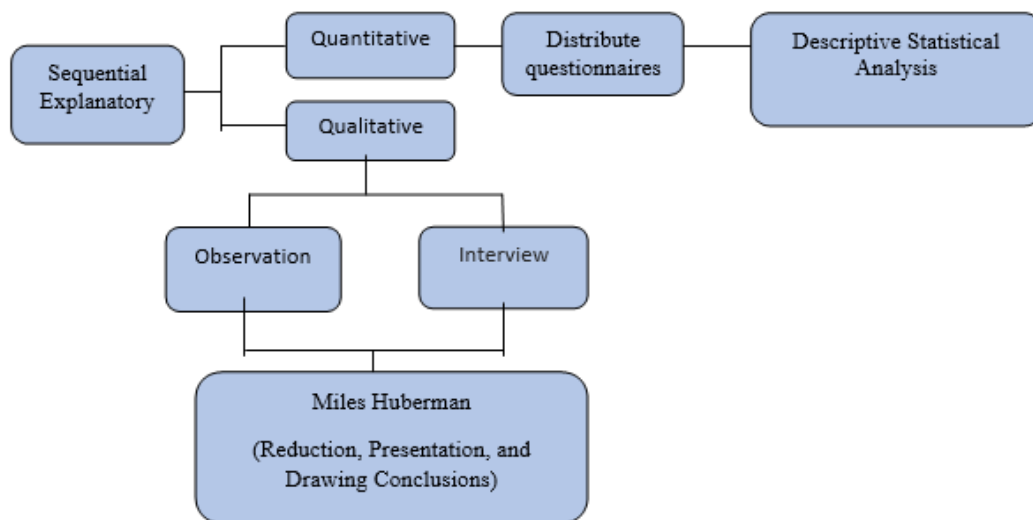 Sequential
Explanatory
Quantitative
Distribute
questionnaires
Descriptive Statistical
Analysis
Qualitative
Observation
Interview
Miles Huberman
(Reduction, Presentation, and
Drawing Conclusions)